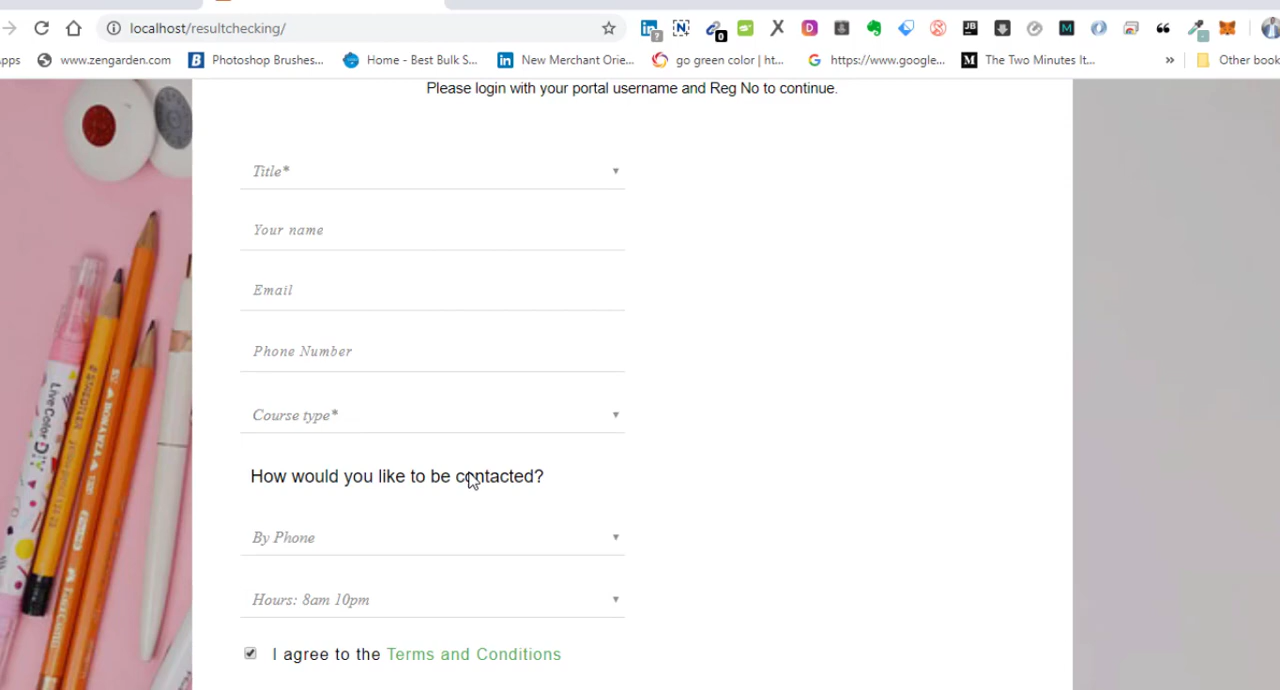 localhost/resultchecking/
pps www.zengarden.com Photoshop Brushes... Home - Best Bulk S... New Merchant Orie... go green color | ht... https://www.google... The Two Minutes It... » Other book
Please login with your portal username and Reg No to continue.
Title*
Your name
Email
Phone Number
Course type*
How would you like to be contacted?
By Phone
Hours: 8am 10pm
I agree to the Terms and Conditions
LiveColor DIY
STAEDTLER